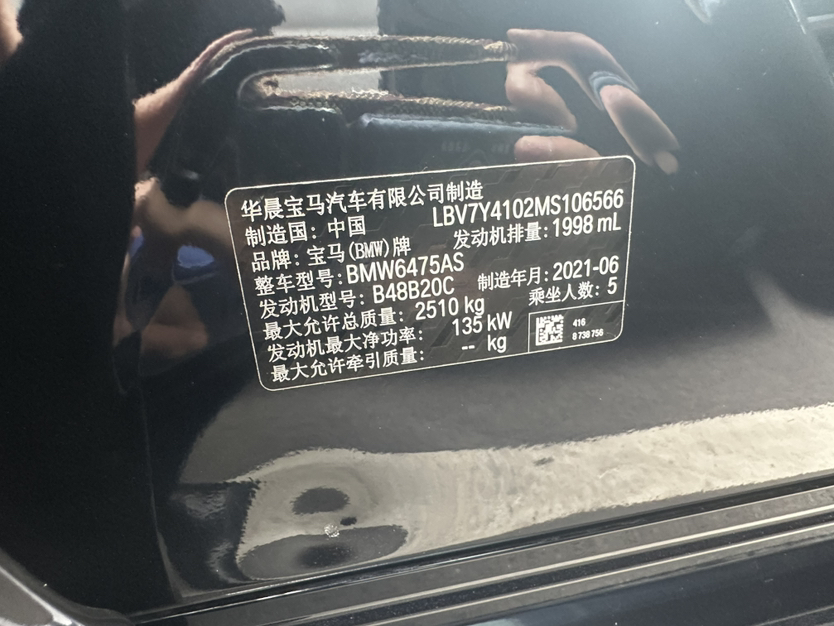 华晨宝马汽车有限公司制造
制造国：中国 LBV7Y4102MS106566
品牌：宝马(BMW)牌 发动机排量：1998 mL
整车型号：BMW6475AS
发动机型号：B48B20C 制造年月：2021-06
最大允许总质量：2510 kg 乘坐人数：5
发动机最大净功率：135 kW
最大允许牵引质量：-- kg
416
8 738 756